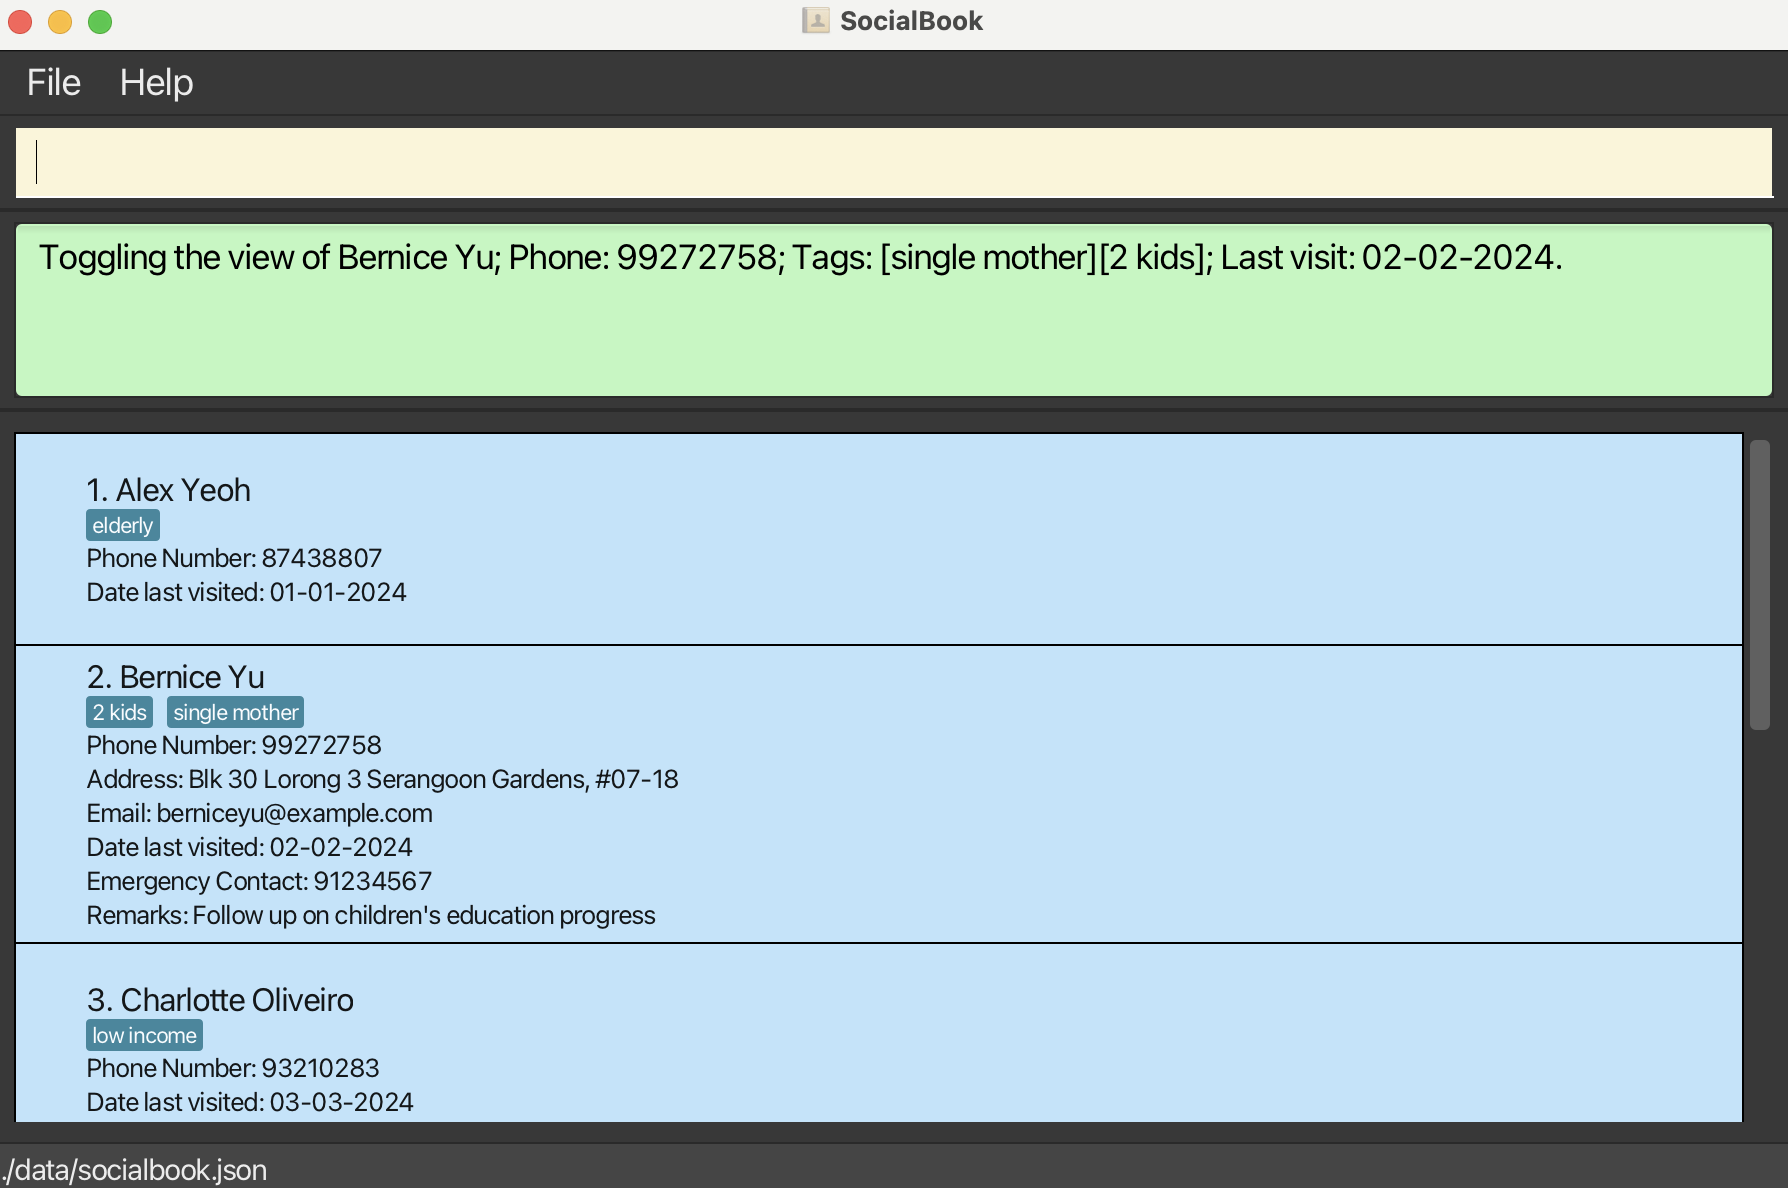 SocialBook
File Help
Toggling the view of Bernice Yu; Phone: 99272758; Tags: [single mother][2 kids]; Last visit: 02-02-2024.
1. Alex Yeoh
elderly
Phone Number: 87438807
Date last visited: 01-01-2024
2. Bernice Yu
2 kids single mother
Phone Number: 99272758
Address: Blk 30 Lorong 3 Serangoon Gardens, #07-18
Email: berniceyu@example.com
Date last visited: 02-02-2024
Emergency Contact: 91234567
Remarks: Follow up on children's education progress
3. Charlotte Oliveiro
low income
Phone Number: 93210283
Date last visited: 03-03-2024
./data/socialbook.json